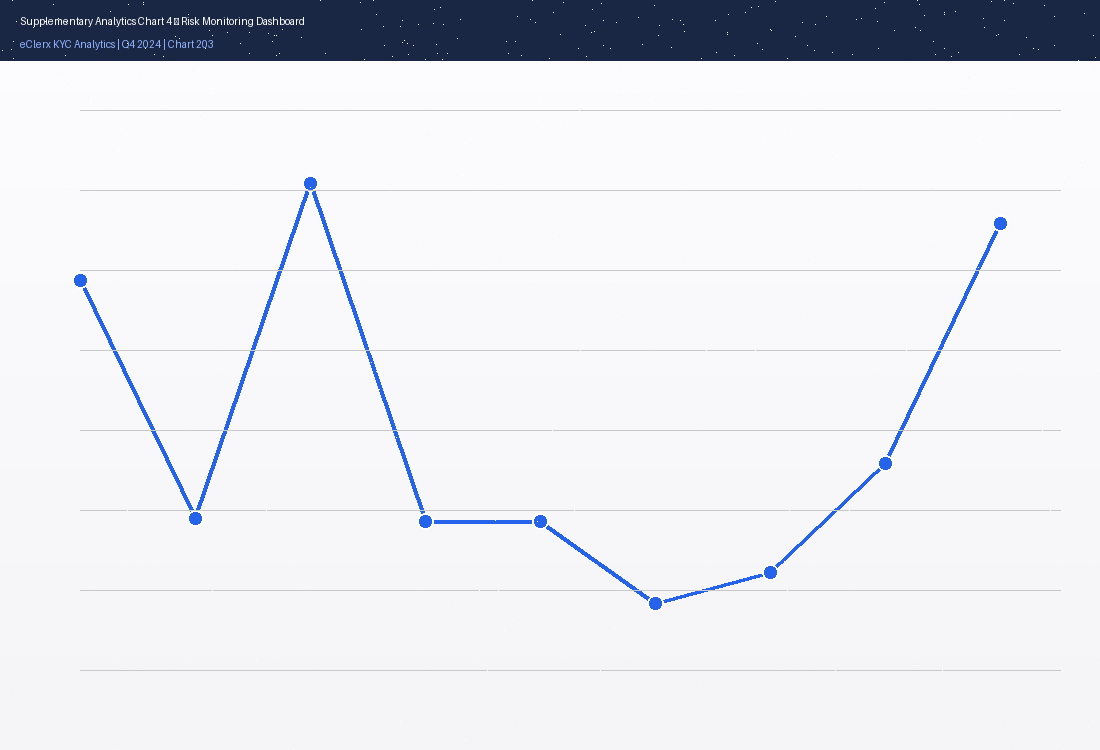 Supplementary Analytics Chart 4▯ Risk Monitoring Dashboard
eClerx KYC Analytics | Q4 2024 | Chart 203